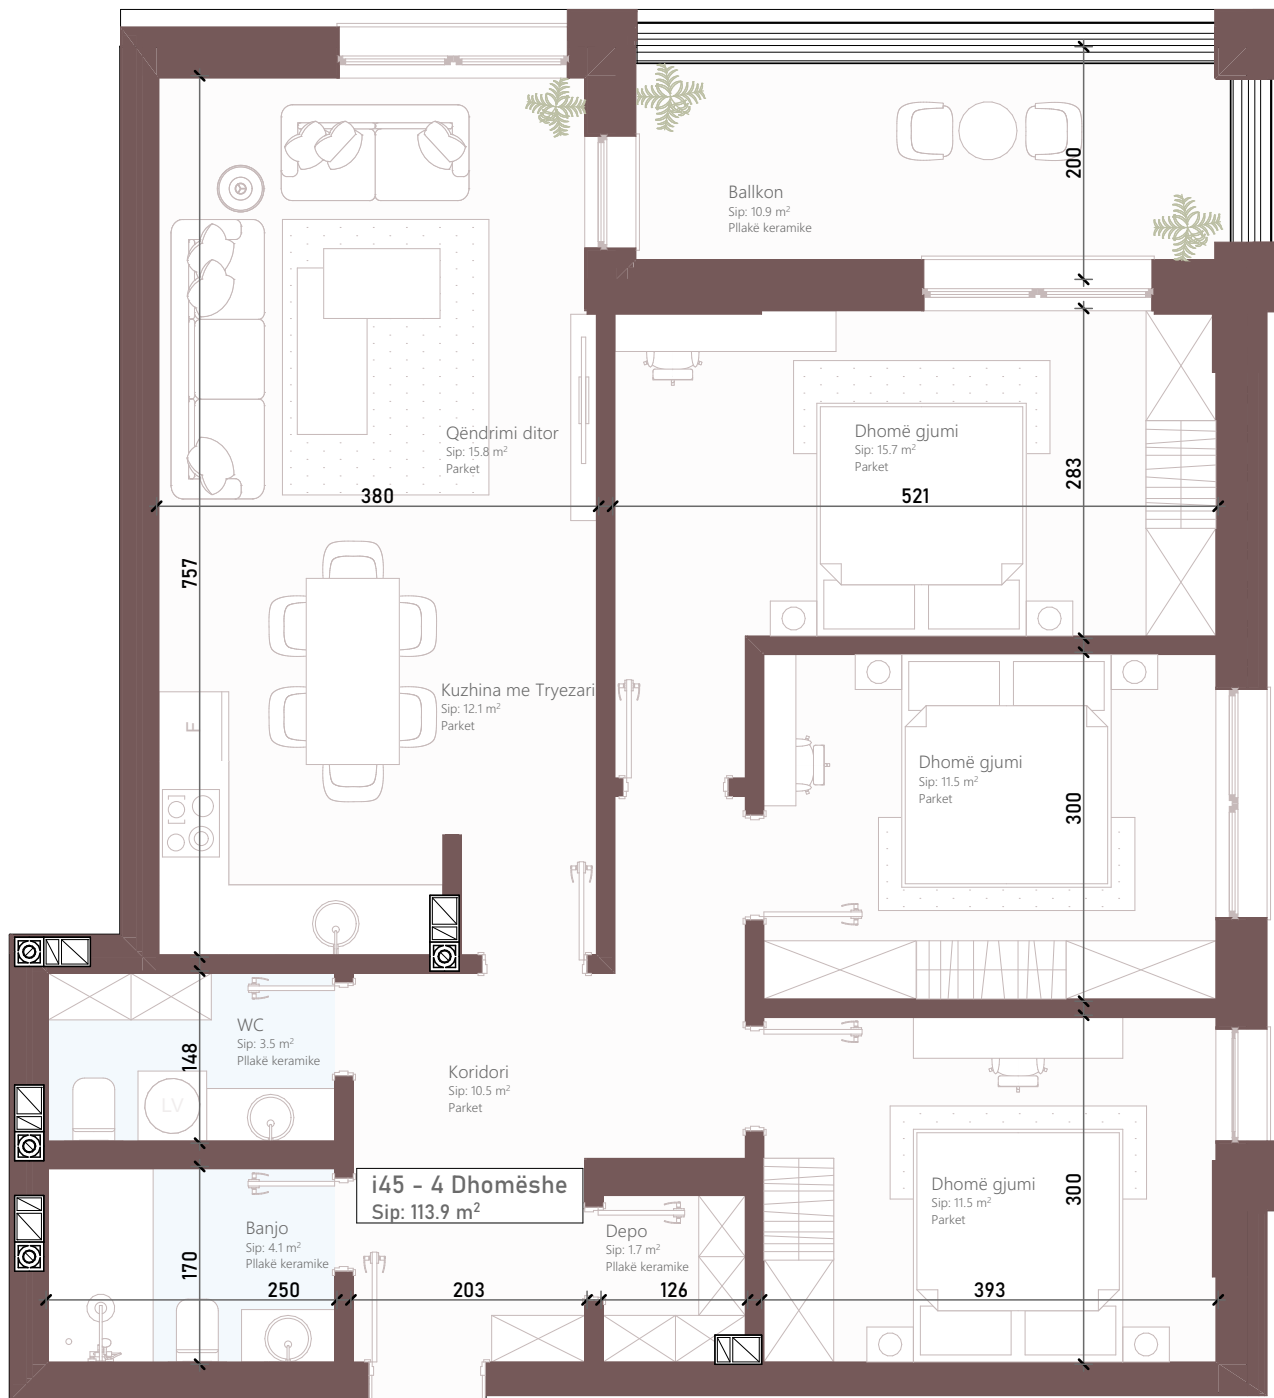 200
Ballkon
Sip: 10.9 m²
Pllakë keramike
Qëndrimi ditor
Sip: 15.8 m²
Parket
380
757
Dhomë gjumi
Sip: 15.7 m²
Parket
283
521
Kuzhina me Tryezari
Sip: 12.1 m²
Parket
F
Dhomë gjumi
Sip: 11.5 m²
Parket
300
WC
Sip: 3.5 m²
Pllakë keramike
148
LV
Koridori
Sip: 10.5 m²
Parket
i45 - 4 Dhomëshe
Sip: 113.9 m²
Dhomë gjumi
Sip: 11.5 m²
Parket
300
Banjo
Sip: 4.1 m²
Pllakë keramike
170
Depo
Sip: 1.7 m²
Pllakë keramike
250
203
126
393